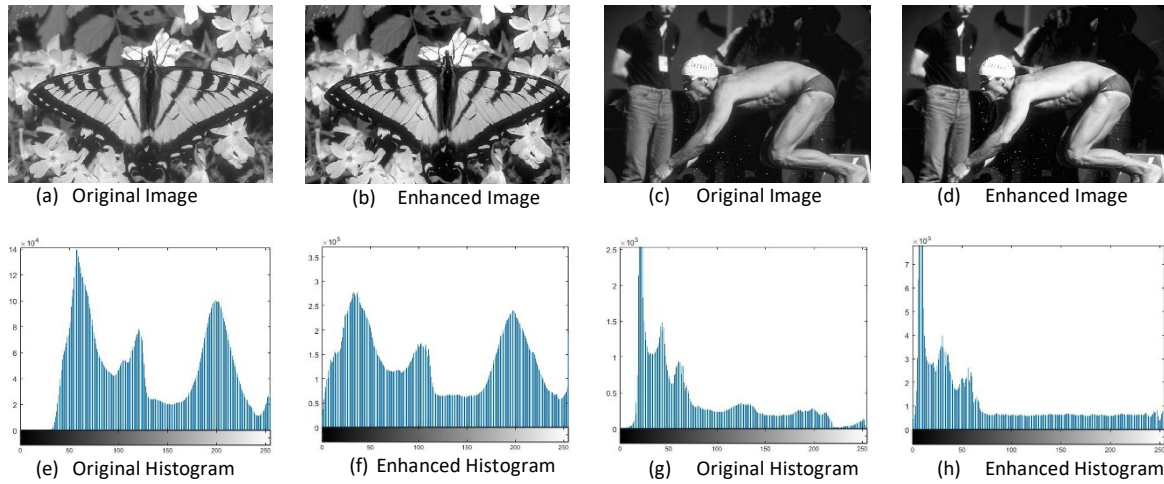 (a) Original Image
(b) Enhanced Image
(c) Original Image
(d) Enhanced Image
×10⁴
14
12
10
8
6
4
2
0
0 50 100 150 200 250
(e) Original Histogram
3.5
3
2.5
2
1.5
1
0.5
0
0 50 100 150 200 250
(f) Enhanced Histogram
2.5
2
1.5
1
0.5
0
0 50 100 150 200 250
(g) Original Histogram
7
6
5
4
3
2
1
0
0 50 100 150 200 250
(h) Enhanced Histogram